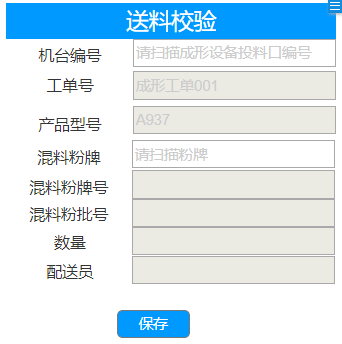 送料校验
机台编号 请扫描成形设备投料口编号
工单号 成形工单001
产品型号 A937
混料粉牌 请扫描粉牌
混料粉牌号
混料粉批号
数量
配送员
保存